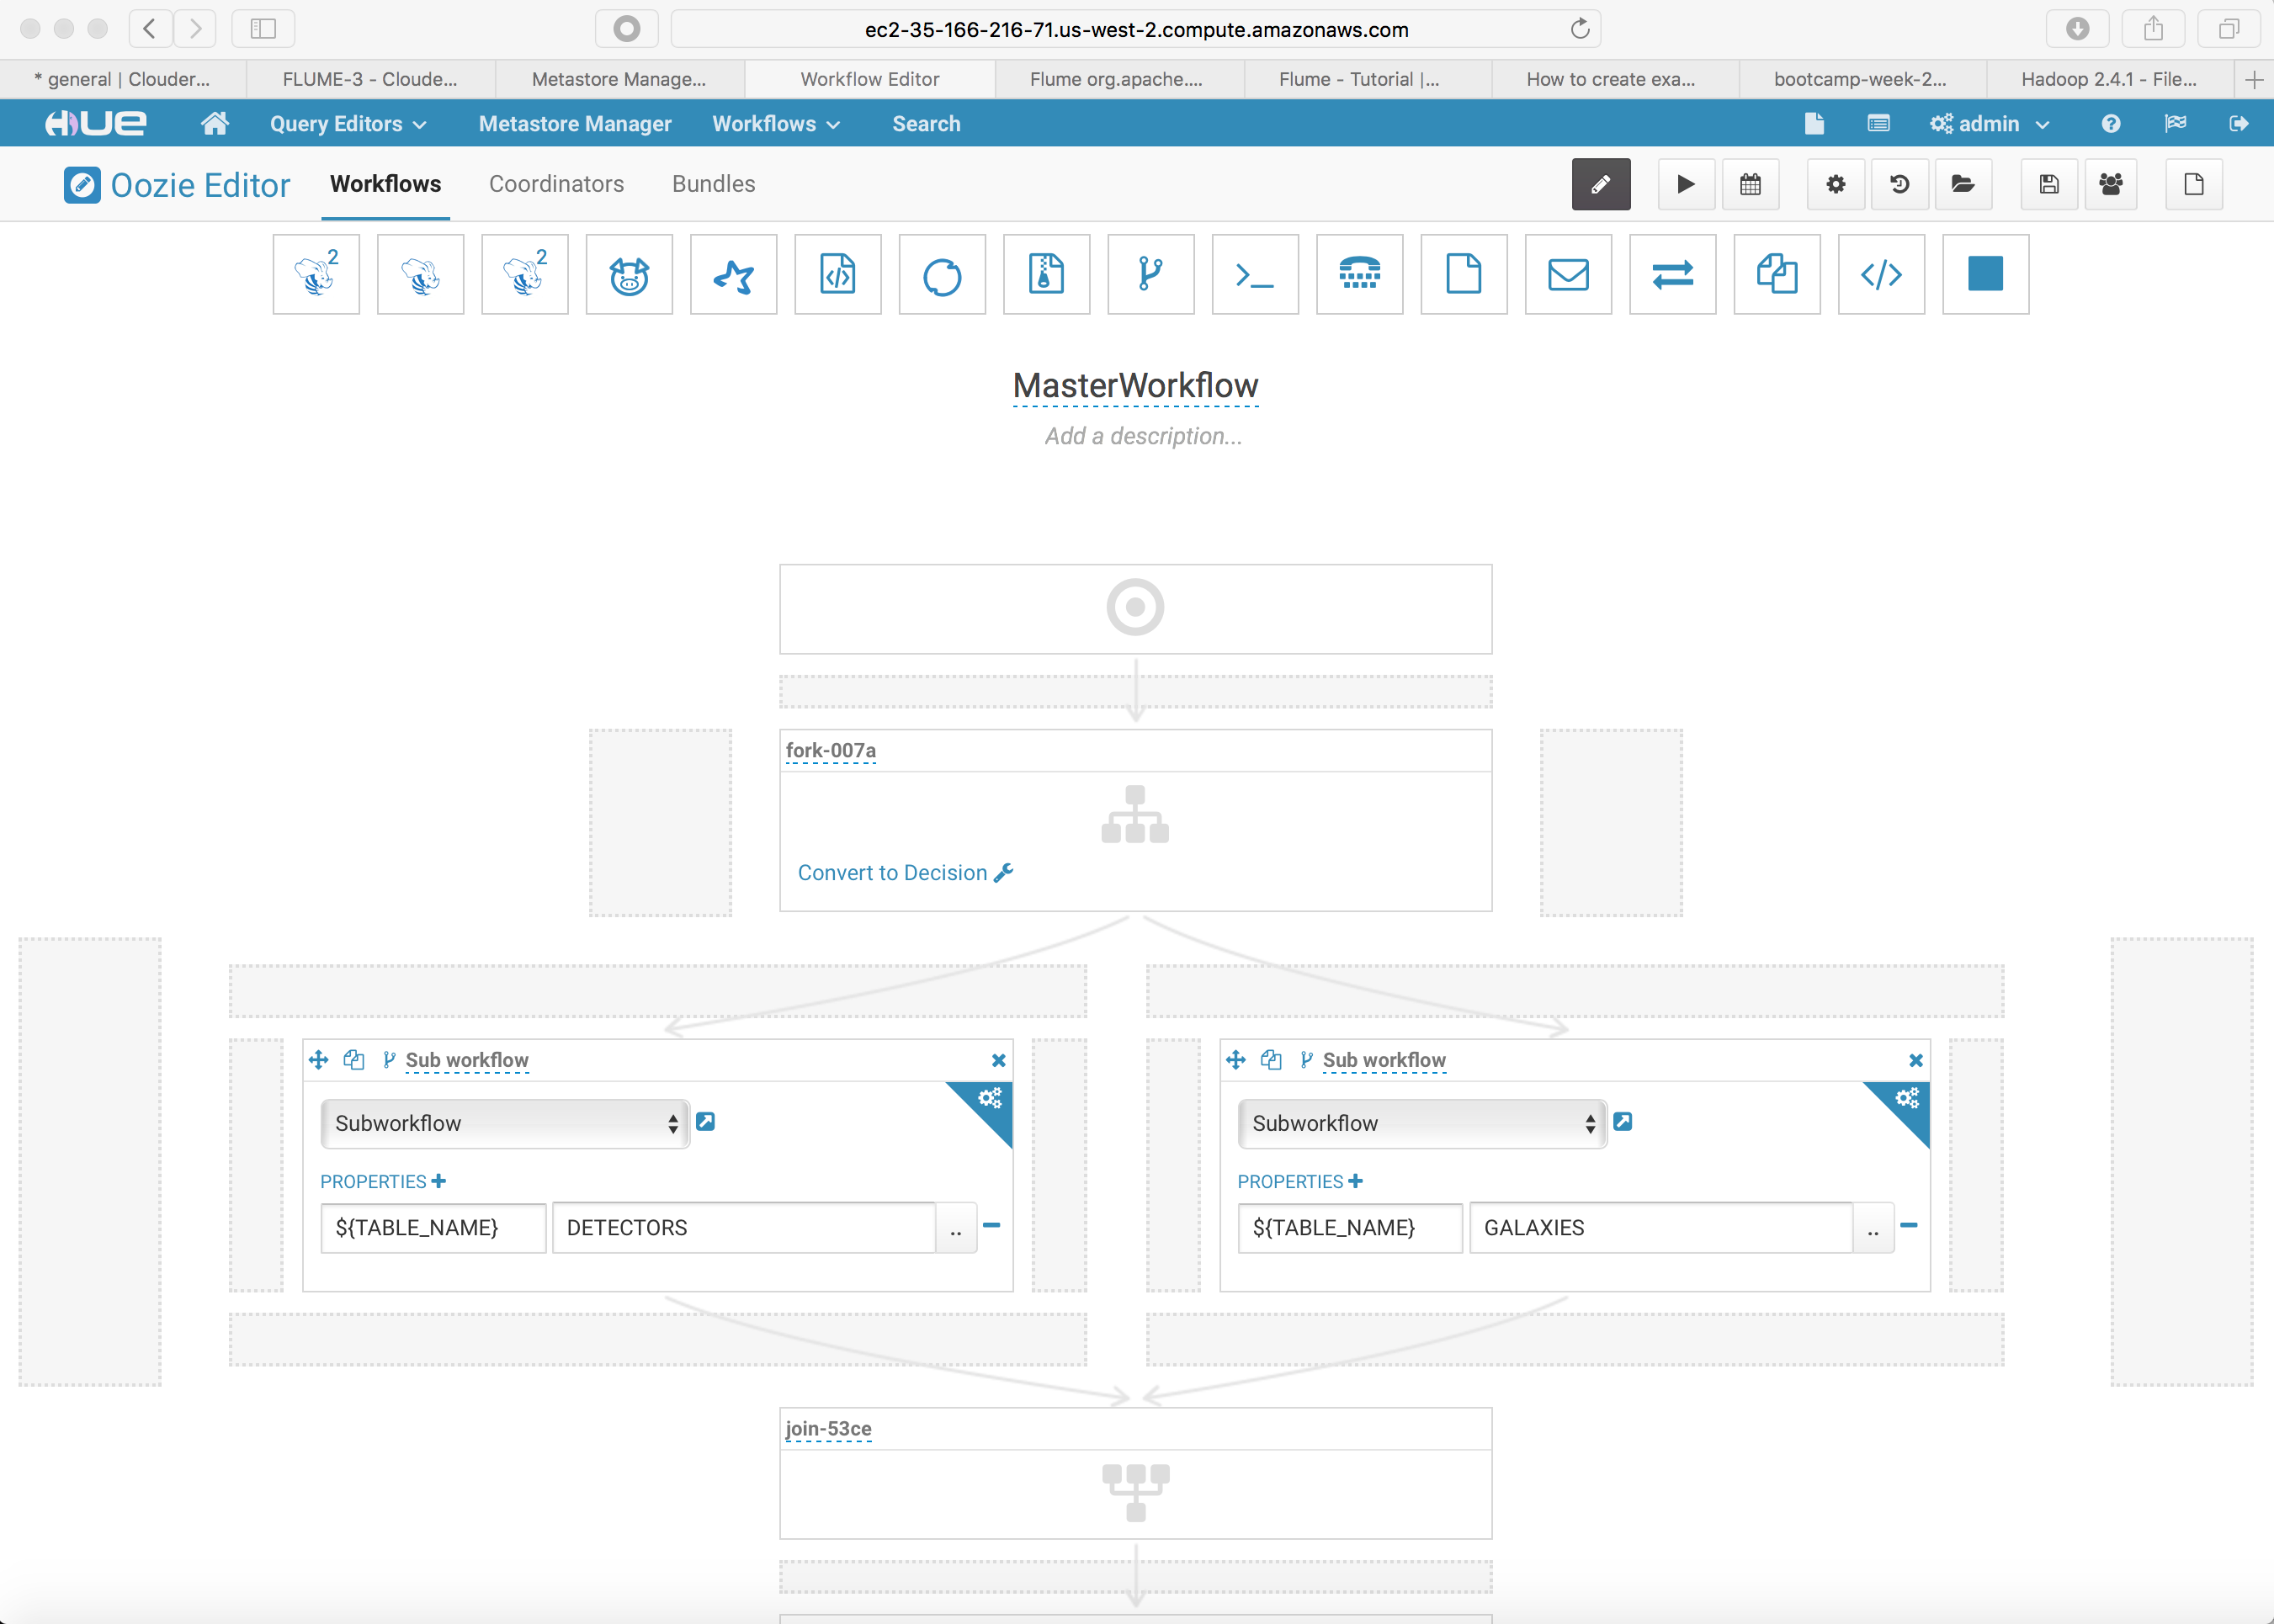 ec2-35-166-216-71.us-west-2.compute.amazonaws.com
* general | Clouder... FLUME-3 - Cloude... Metastore Manage... Workflow Editor Flume org.apache.... Flume - Tutorial |... How to create exa... bootcamp-week-2... Hadoop 2.4.1 - File...
HUE Query Editors Metastore Manager Workflows Search admin
Oozie Editor Workflows Coordinators Bundles
2 2
MasterWorkflow
Add a description...
fork-007a
Convert to Decision
Sub workflow Sub workflow
Subworkflow Subworkflow
PROPERTIES PROPERTIES
${TABLE_NAME} DETECTORS .. ${TABLE_NAME} GALAXIES ..
join-53ce